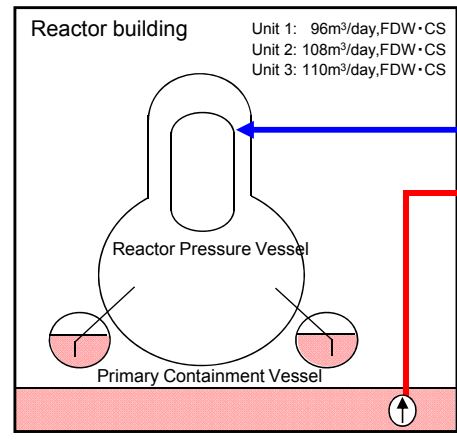 Reactor building
Unit 1: 96m³/day,FDW･CS
Unit 2: 108m³/day,FDW･CS
Unit 3: 110m³/day,FDW･CS
Reactor Pressure Vessel
Primary Containment Vessel